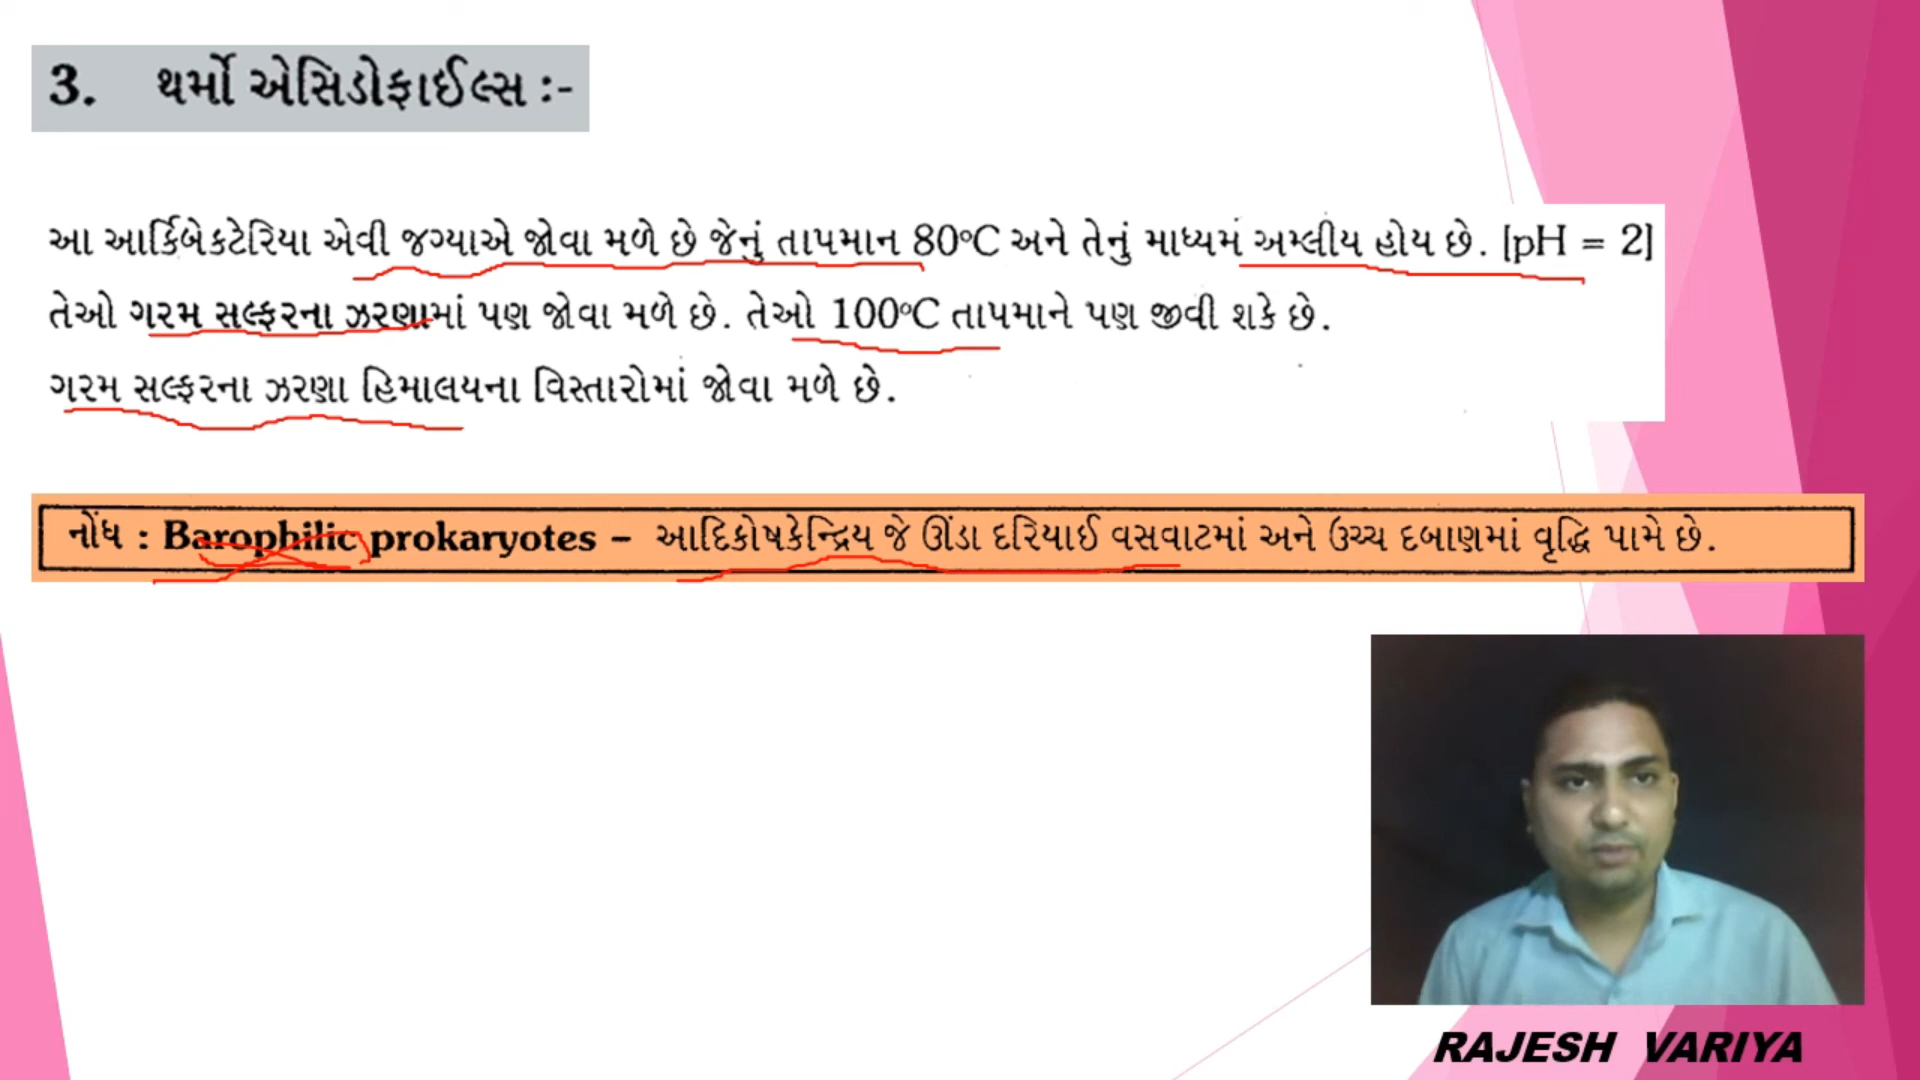 3. થર્મો એસિડોફાઈલ્સ :-
આ આર્કિબેકટેરિયા એવી જગ્યાએ જોવા મળે છે જેનું તાપમાન 80°C અને તેનું માધ્યમ અમ્લીય હોય છે. [pH = 2]
તેઓ ગરમ સલ્ફરના ઝરણામાં પણ જોવા મળે છે. તેઓ 100°C તાપમાને પણ જીવી શકે છે.
ગરમ સલ્ફરના ઝરણા હિમાલયના વિસ્તારોમાં જોવા મળે છે.
નોંધ : Barophilic prokaryotes – આદિકોષકેન્દ્રિય જે ઊંડા દરિયાઈ વસવાટમાં અને ઉચ્ચ દબાણમાં વૃદ્ધિ પામે છે.
RAJESH VARIYA